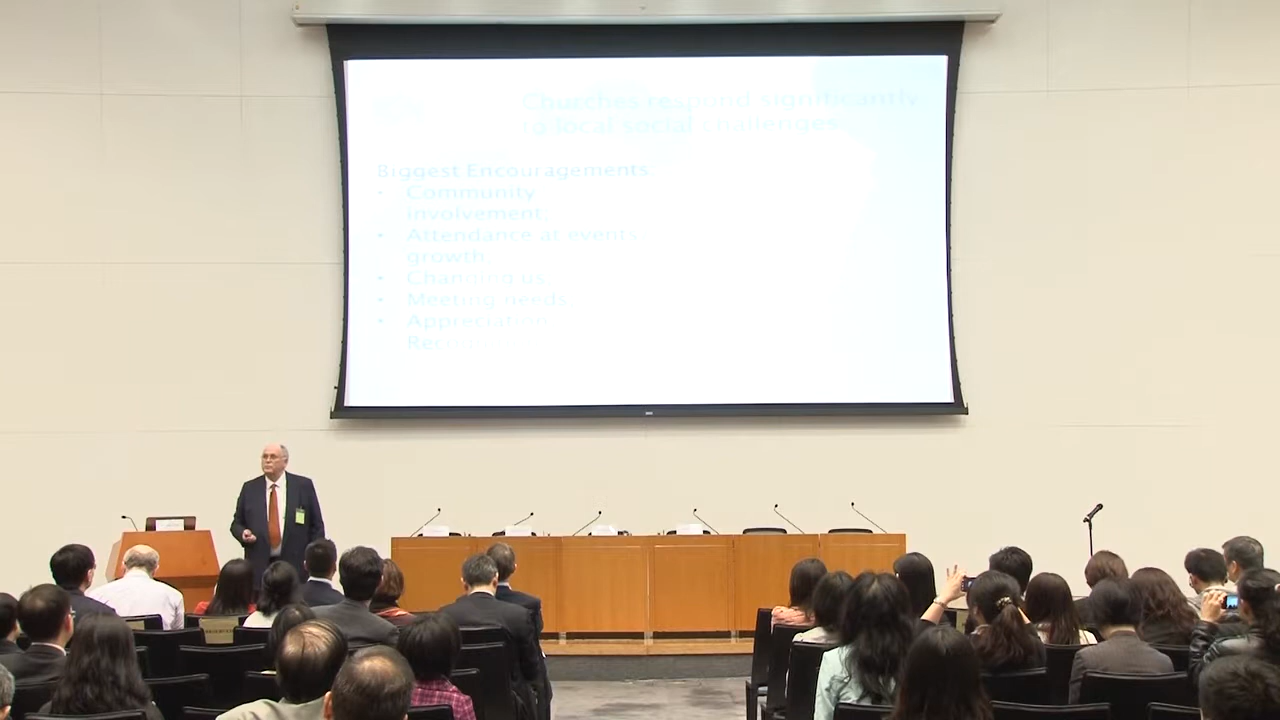 Churches respond significantly
to local social challenges
Biggest Encouragements:
• Community
involvement;
• Attendance at events
growth;
• Changing us
• Meeting needs
• Appreciation